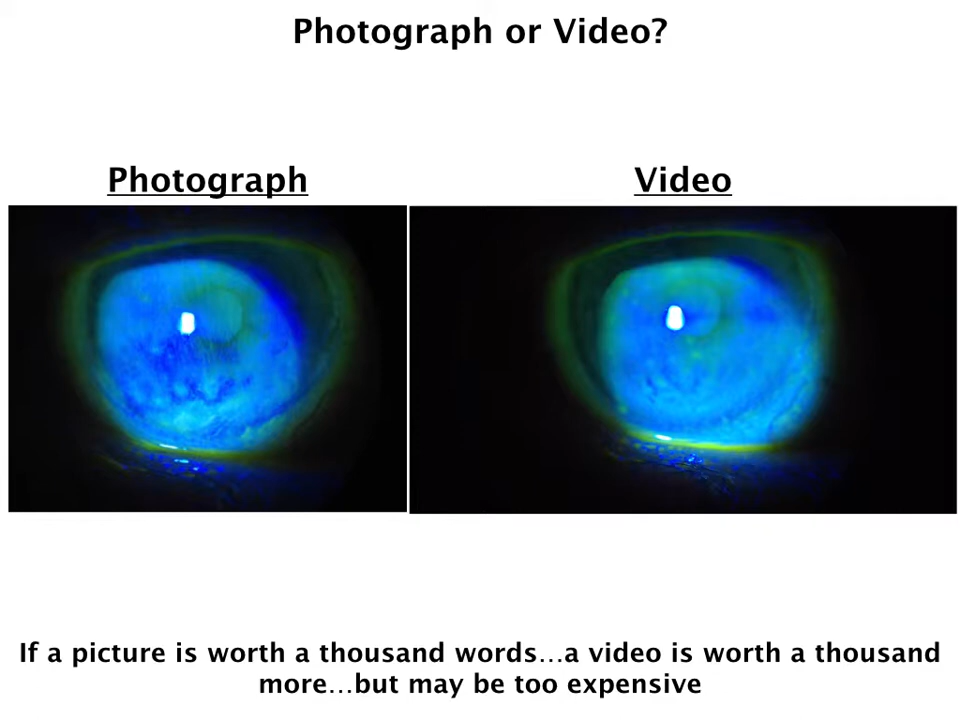 Photograph or Video?
Photograph
Video
If a picture is worth a thousand words...a video is worth a thousand
more...but may be too expensive